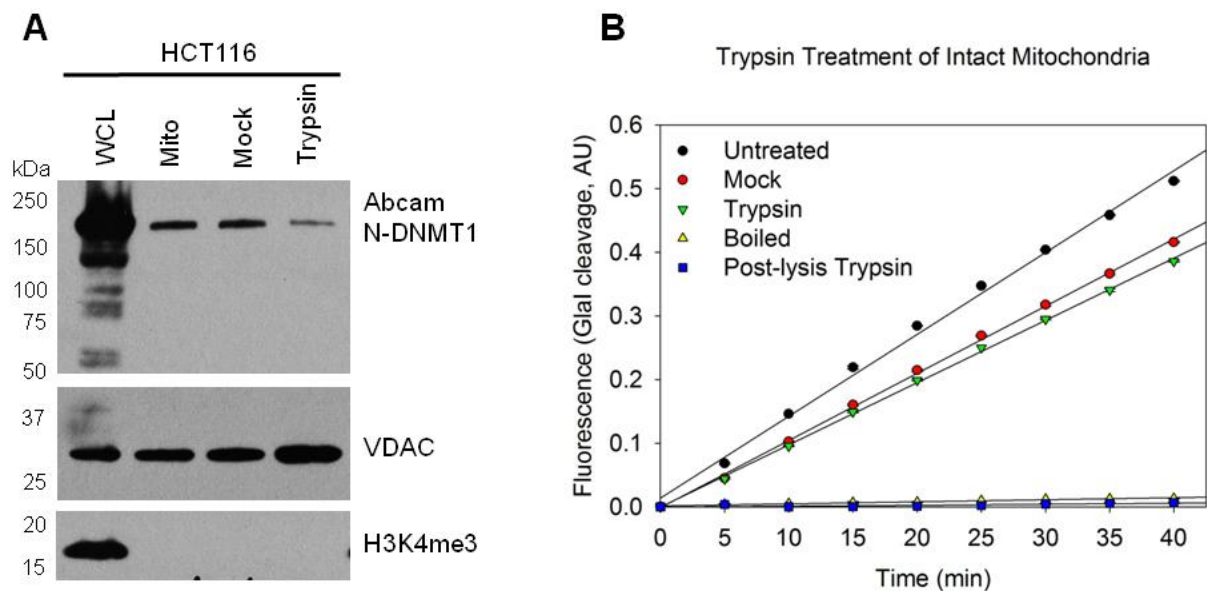 A
HCT116
WCL
Mito
Mock
Trypsin
kDa
250
150
100
75
50
Abcam
N-DNMT1
37
25
VDAC
20
15
H3K4me3
B
Trypsin Treatment of Intact Mitochondria
Fluorescence (GlaI cleavage, AU)
0.6
0.5
0.4
0.3
0.2
0.1
0.0
Untreated
Mock
Trypsin
Boiled
Post-lysis Trypsin
0 5 10 15 20 25 30 35 40
Time (min)